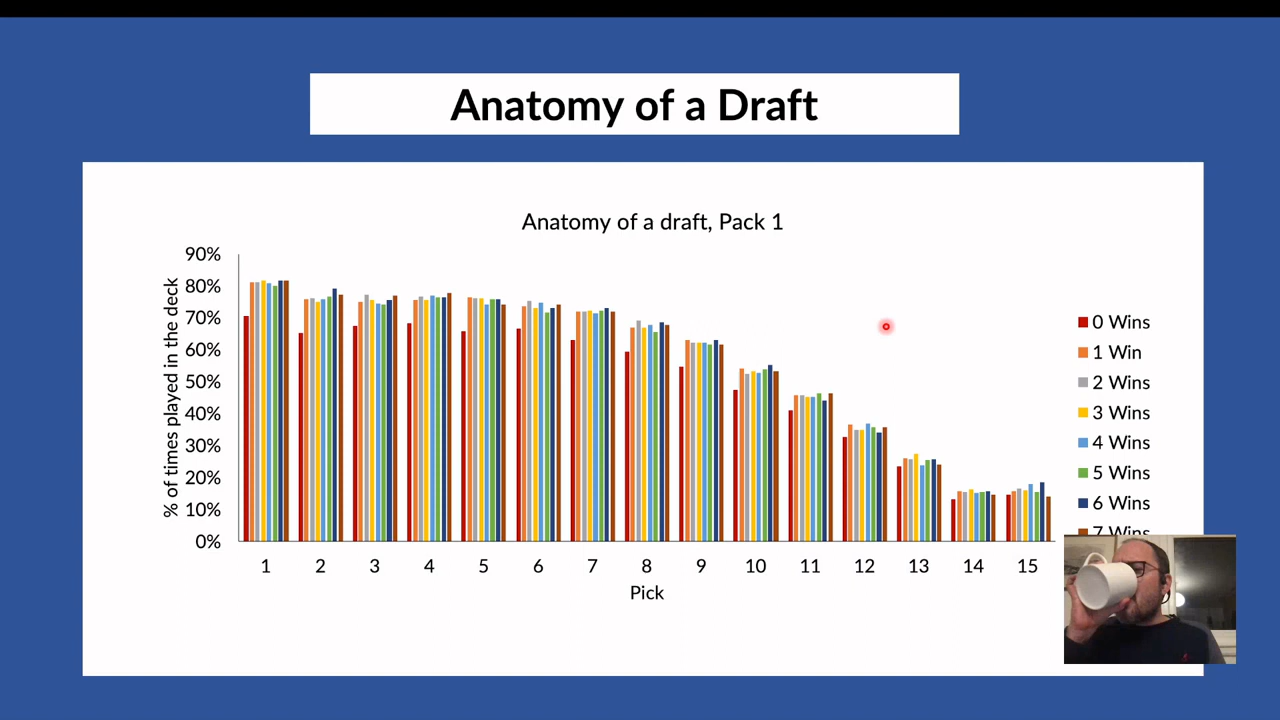 Anatomy of a Draft
Anatomy of a draft, Pack 1
% of times played in the deck
90%
80%
70%
60%
50%
40%
30%
20%
10%
0%
1 2 3 4 5 6 7 8 9 10 11 12 13 14 15
Pick
0 Wins
1 Win
2 Wins
3 Wins
4 Wins
5 Wins
6 Wins
7 Wins